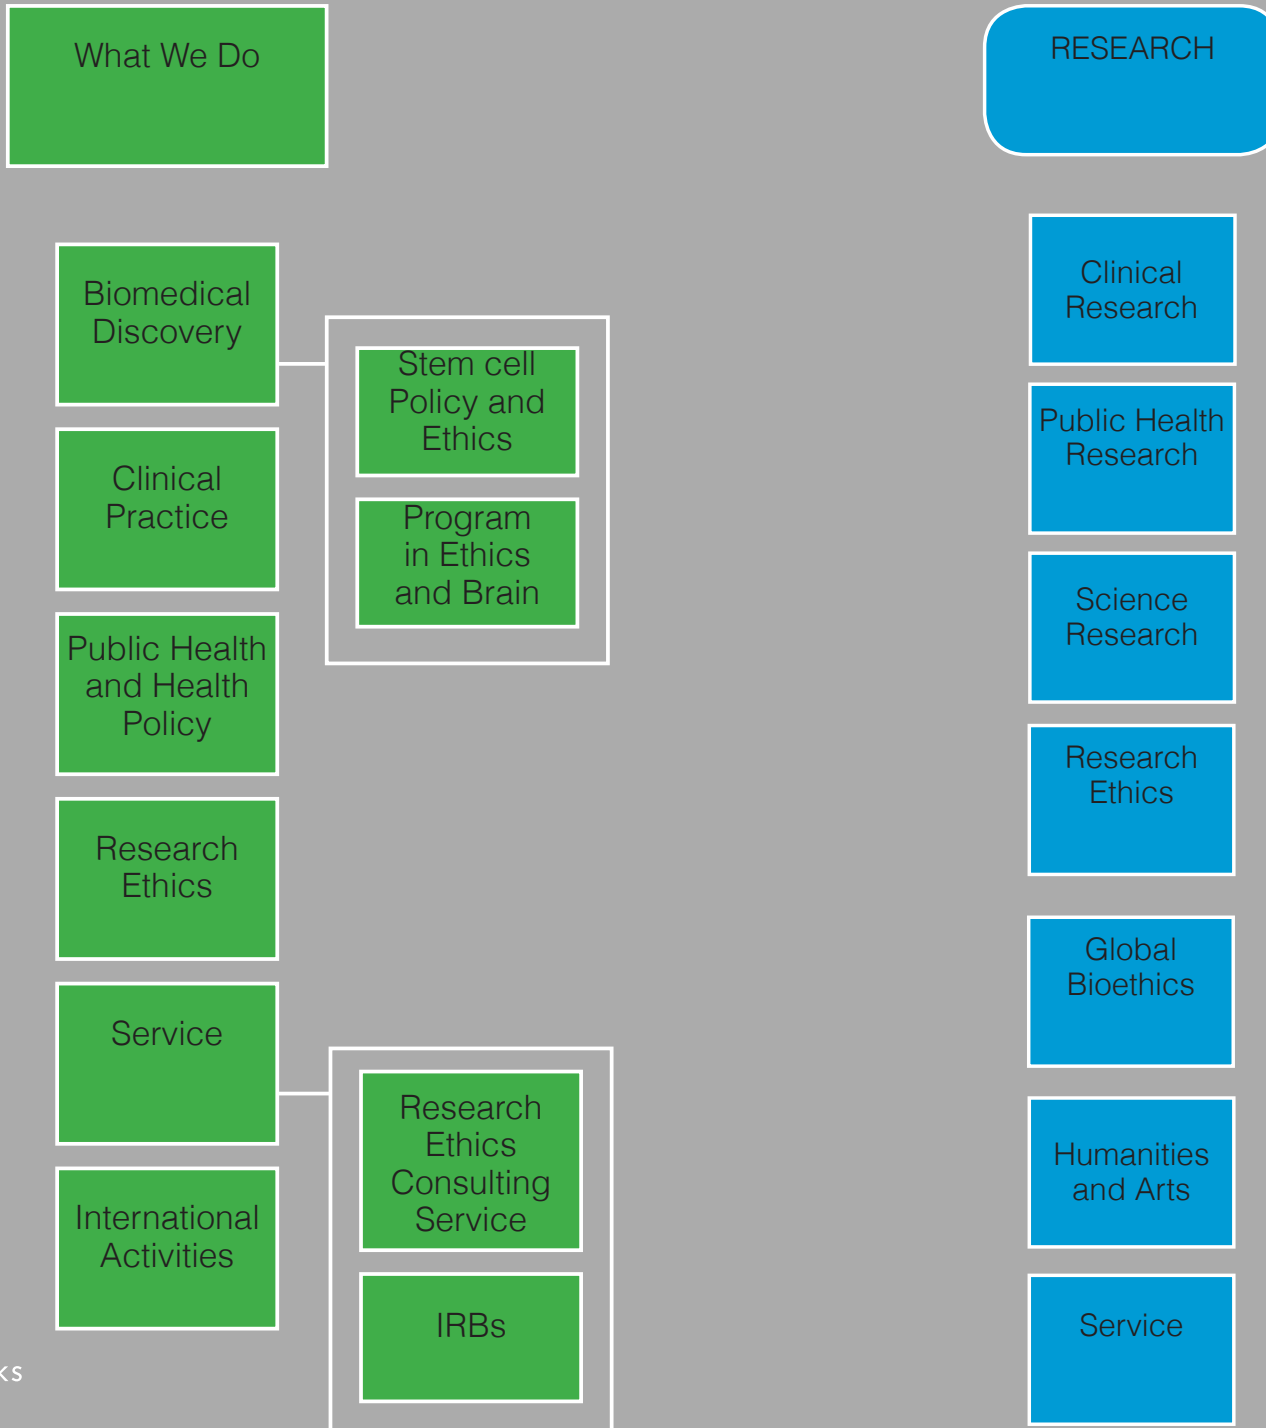 What We Do
Biomedical
Discovery
Stem cell
Policy and
Ethics
Program
in Ethics
and Brain
Clinical
Practice
Public Health
and Health
Policy
Research
Ethics
Service
Research
Ethics
Consulting
Service
IRBs
International
Activities
RESEARCH
Clinical
Research
Public Health
Research
Science
Research
Research
Ethics
Global
Bioethics
Humanities
and Arts
Service